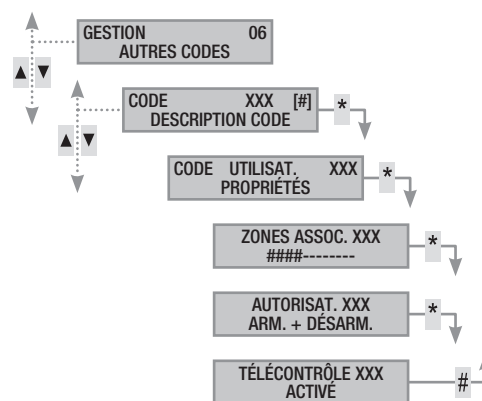 GESTION 06
AUTRES CODES
▲ ▼
CODE XXX [#] *
DESCRIPTION CODE
▲ ▼
CODE UTILISAT. XXX *
PROPRIÉTÉS
ZONES ASSOC. XXX *
####--------
AUTORISAT. XXX *
ARM. + DÉSARM.
TÉLÉCONTRÔLE XXX #
ACTIVÉ